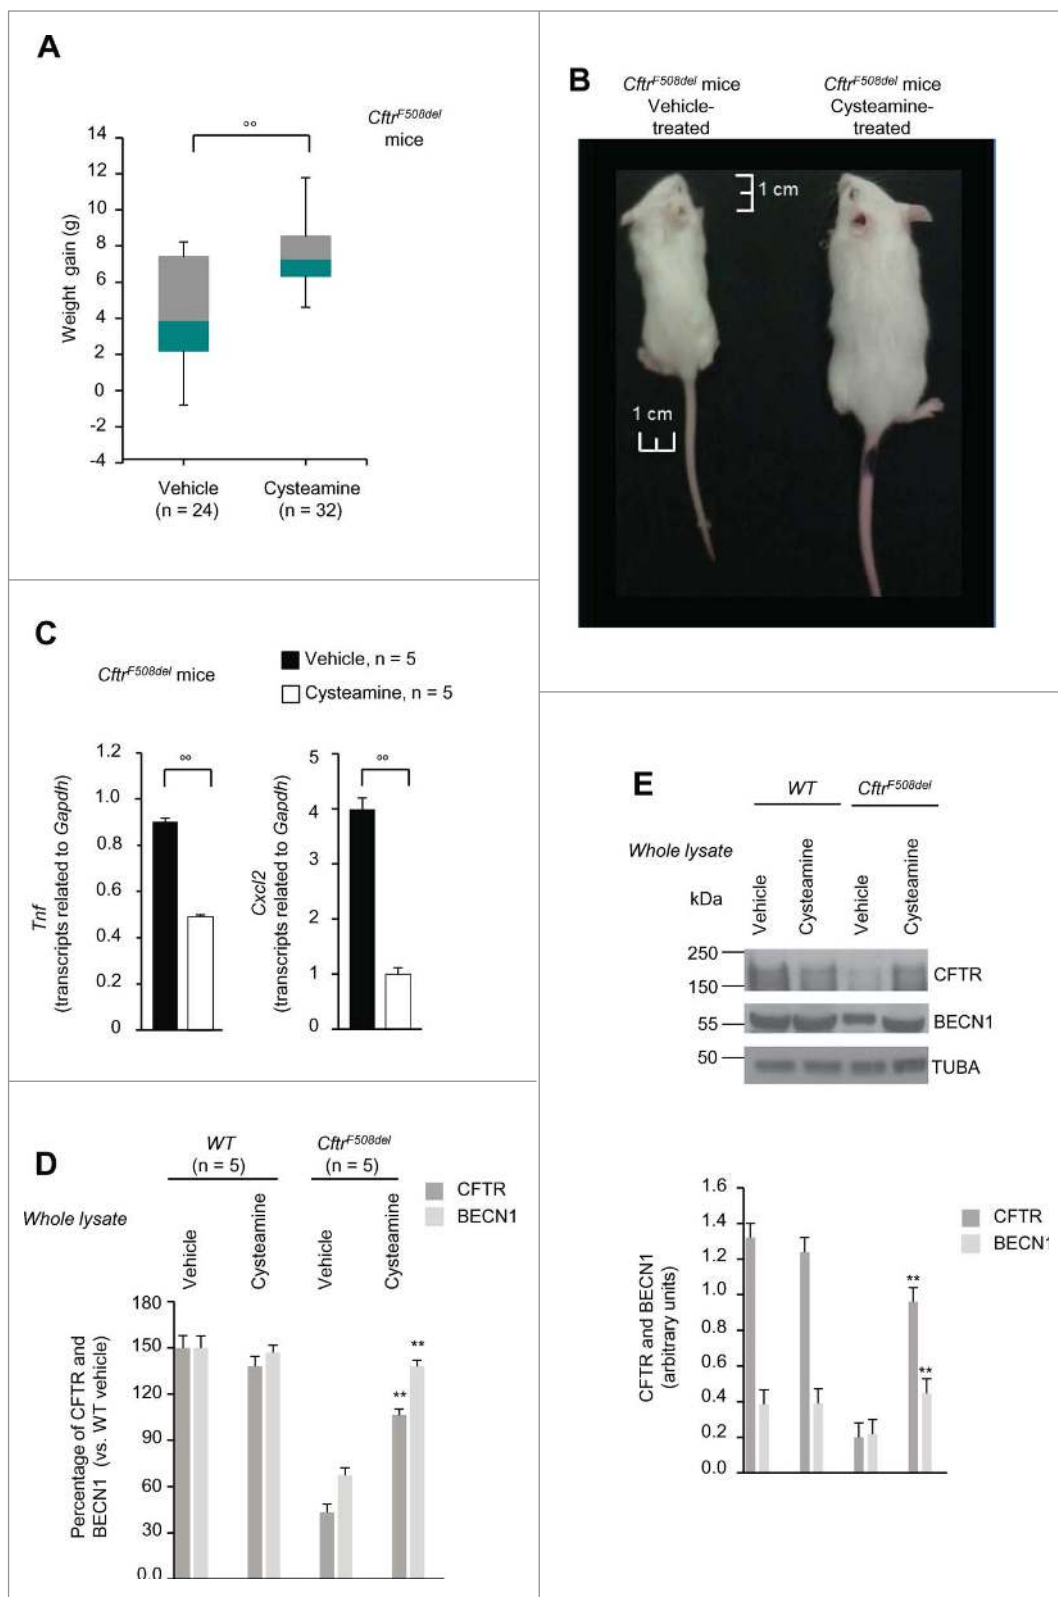 A
Cftr^F508del
mice
°°
14
12
10
8
6
4
2
0
-2
-4
Weight gain (g)
Vehicle
(n = 24)
Cysteamine
(n = 32)
B
Cftr^F508del mice
Vehicle-
treated
Cftr^F508del mice
Cysteamine-
treated
1 cm
1 cm
C
Cftr^F508del mice
Vehicle, n = 5
Cysteamine, n = 5
Tnf
(transcripts related to Gapdh)
1.2
1.0
0.8
0.6
0.4
0.2
0
°°
Cxcl2
(transcripts related to Gapdh)
5
4
3
2
1
0
°°
D
WT
(n = 5)
Cftr^F508del
(n = 5)
CFTR
BECN1
Whole lysate
Vehicle
Cysteamine
Vehicle
Cysteamine
Percentage of CFTR and
BECN1 (vs. WT vehicle)
180
150
120
90
60
30
0.0
**
**
E
WT
Cftr^F508del
Whole lysate
kDa
Vehicle
Cysteamine
Vehicle
Cysteamine
250
150
CFTR
55
BECN1
50
TUBA
CFTR and BECN1
(arbitrary units)
1.6
1.4
1.2
1.0
0.8
0.6
0.4
0.2
0.0
**
**
CFTR
BECN1